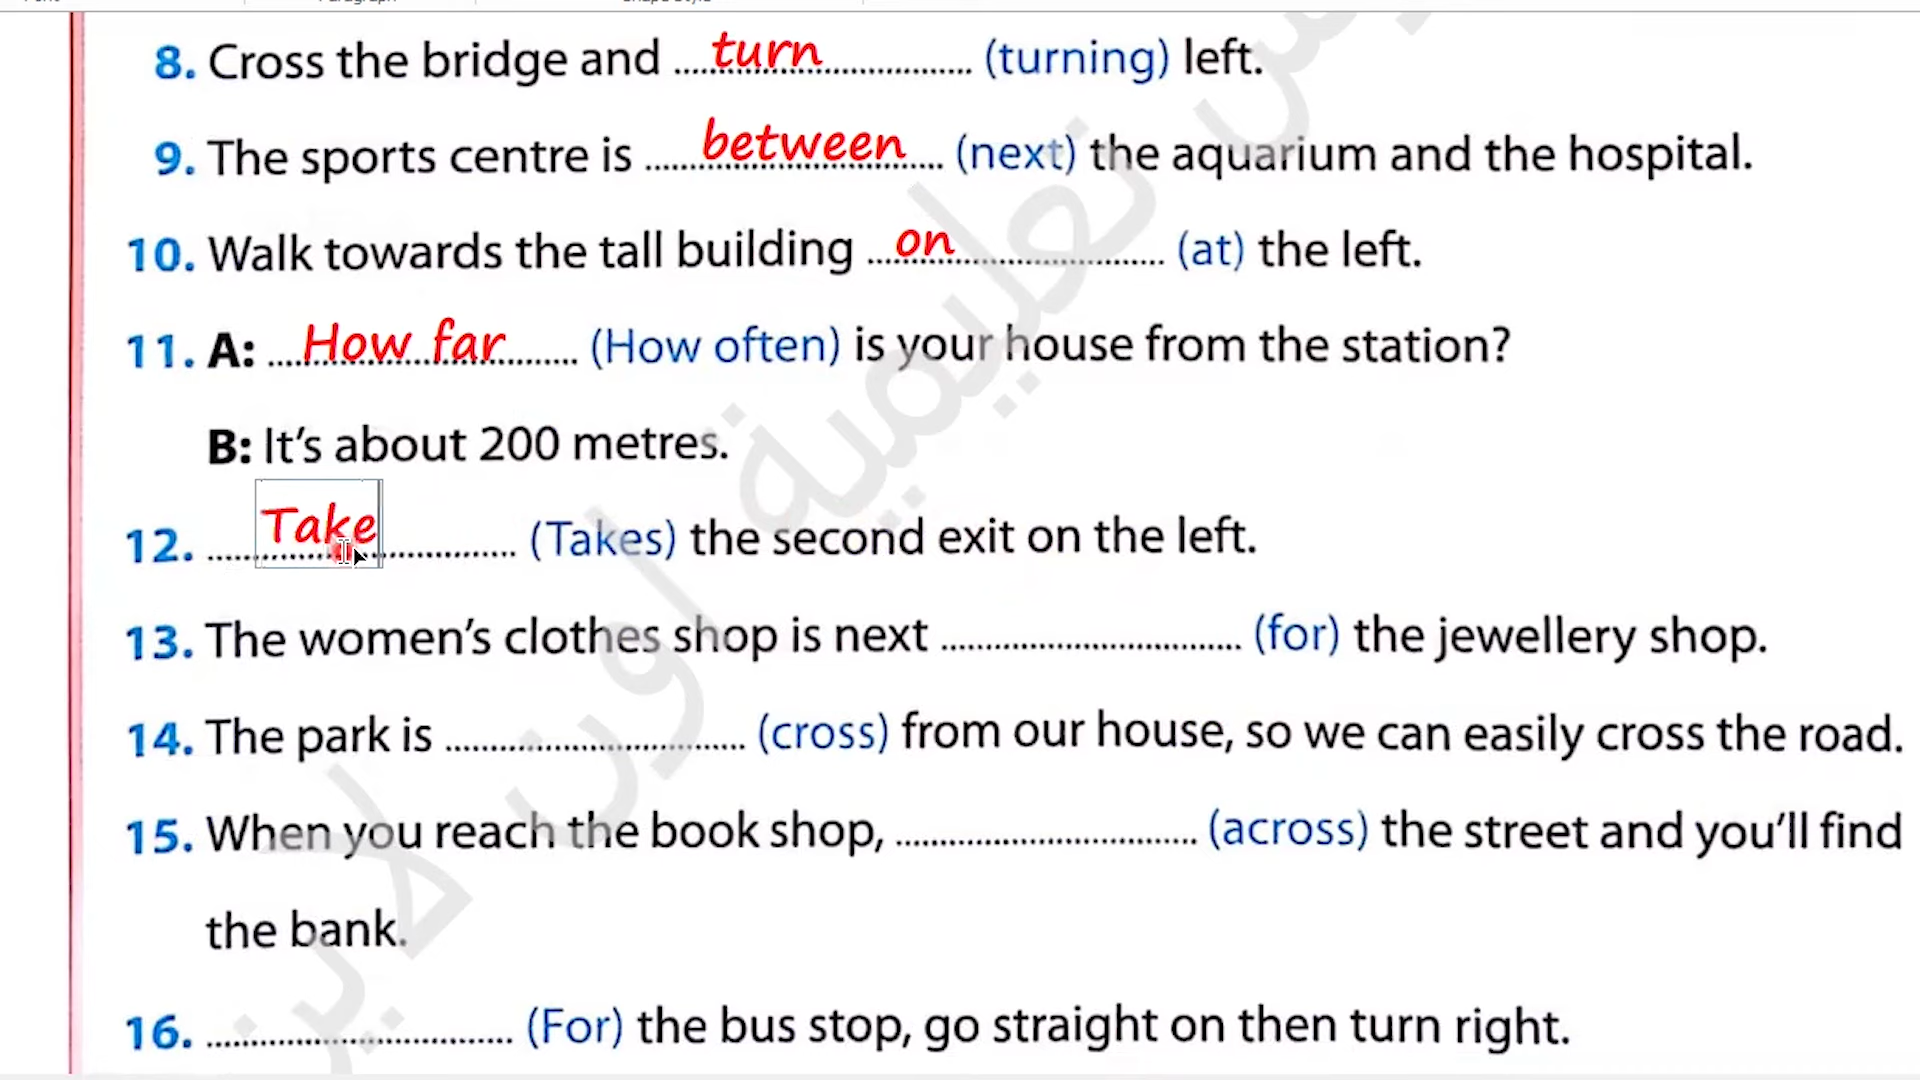 8. Cross the bridge and turn (turning) left.
9. The sports centre is between (next) the aquarium and the hospital.
10. Walk towards the tall building on (at) the left.
11. A: How far (How often) is your house from the station?
B: It's about 200 metres.
12. Take (Takes) the second exit on the left.
13. The women's clothes shop is next ................................ (for) the jewellery shop.
14. The park is ................................ (cross) from our house, so we can easily cross the road.
15. When you reach the book shop, ................................ (across) the street and you'll find
the bank.
16. ................................ (For) the bus stop, go straight on then turn right.
تعليمية اون لاين